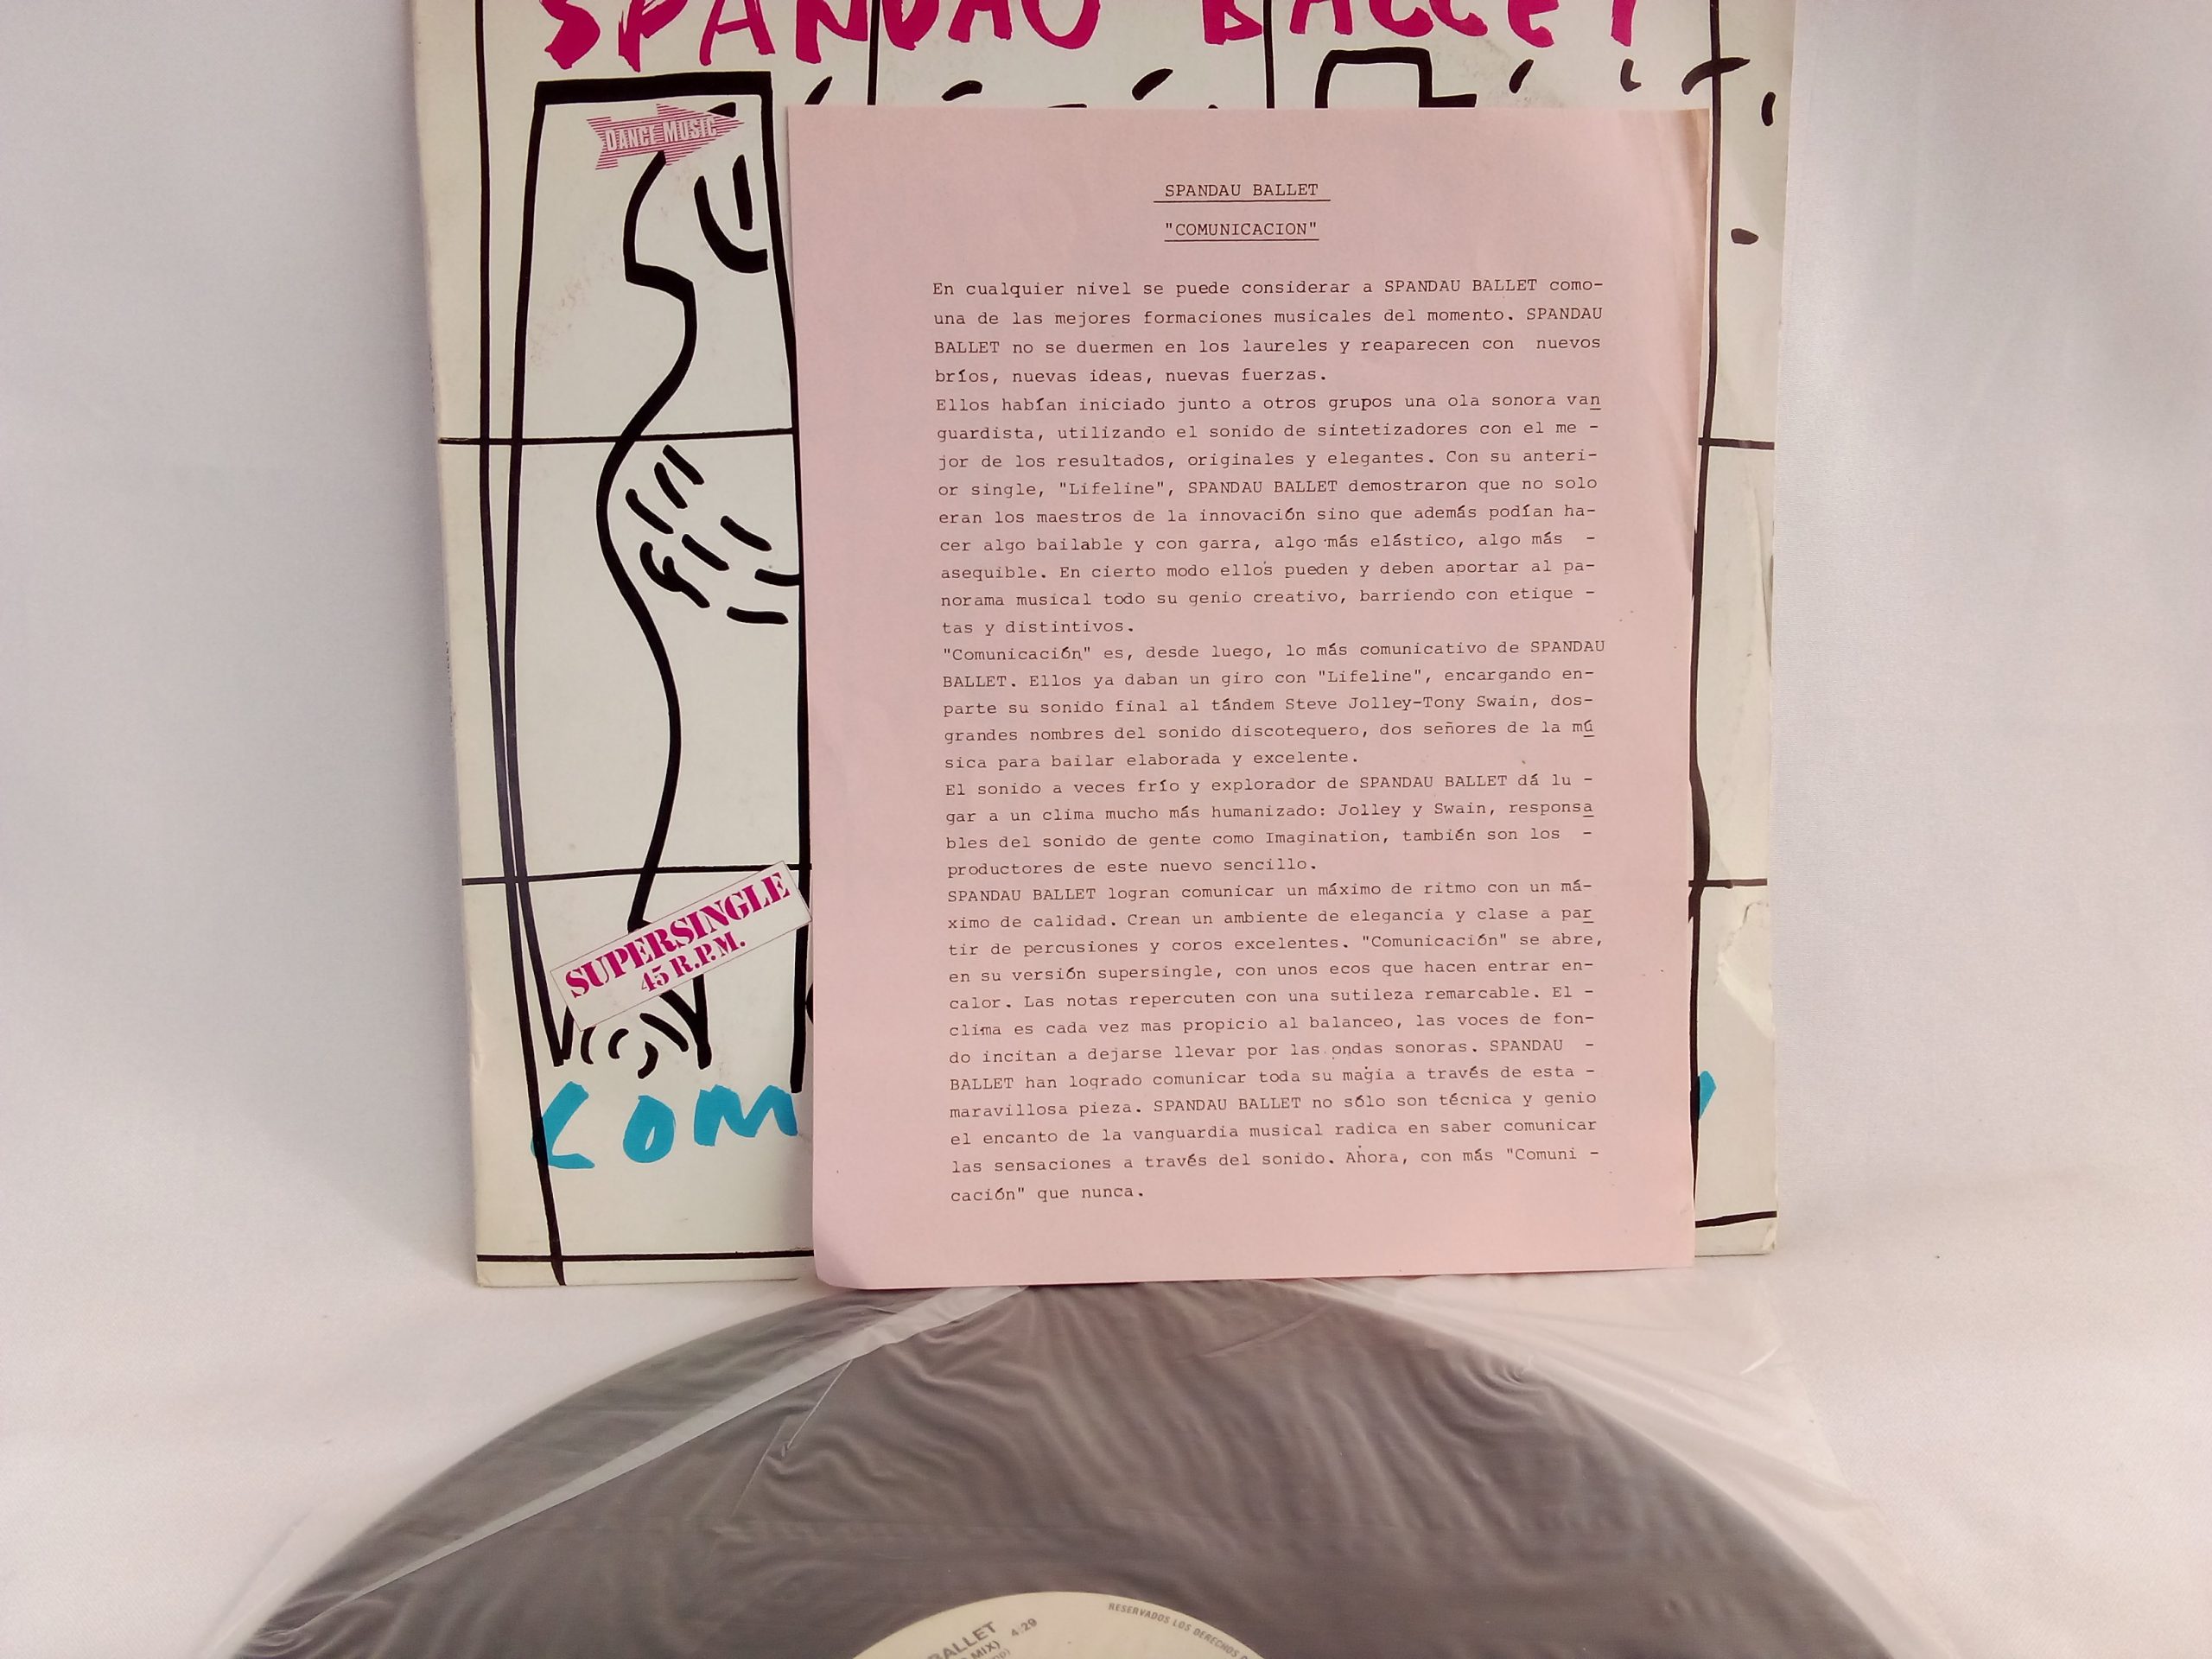 SPANDAU BALLET
DANCE MUSIC
SPANDAU BALLET
"COMUNICACION"
En cualquier nivel se puede considerar a SPANDAU BALLET como-
una de las mejores formaciones musicales del momento. SPANDAU
BALLET no se duermen en los laureles y reaparecen con nuevos
bríos, nuevas ideas, nuevas fuerzas.
Ellos habían iniciado junto a otros grupos una ola sonora van
guardista, utilizando el sonido de sintetizadores con el me -
jor de los resultados, originales y elegantes. Con su anteri-
or single, "Lifeline", SPANDAU BALLET demostraron que no solo
eran los maestros de la innovación sino que además podían ha-
cer algo bailable y con garra, algo más elástico, algo más -
asequible. En cierto modo ellos pueden y deben aportar al pa-
norama musical todo su genio creativo, barriendo con etique -
tas y distintivos.
"Comunicación" es, desde luego, lo más comunicativo de SPANDAU
BALLET. Ellos ya daban un giro con "Lifeline", encargando en-
parte su sonido final al tándem Steve Jolley-Tony Swain, dos-
grandes nombres del sonido discotequero, dos señores de la mú
sica para bailar elaborada y excelente.
El sonido a veces frío y explorador de SPANDAU BALLET dá lu -
gar a un clima mucho más humanizado: Jolley y Swain, responsa
bles del sonido de gente como Imagination, también son los -
productores de este nuevo sencillo.
SPANDAU BALLET logran comunicar un máximo de ritmo con un má-
ximo de calidad. Crean un ambiente de elegancia y clase a par
tir de percusiones y coros excelentes. "Comunicación" se abre,
en su versión supersingle, con unos ecos que hacen entrar en-
calor. Las notas repercuten con una sutileza remarcable. El -
clima es cada vez mas propicio al balanceo, las voces de fon-
do incitan a dejarse llevar por las ondas sonoras. SPANDAU -
BALLET han logrado comunicar toda su magia a través de esta -
maravillosa pieza. SPANDAU BALLET no sólo son técnica y genio
el encanto de la vanguardia musical radica en saber comunicar
las sensaciones a través del sonido. Ahora, con más "Comuni -
cación" que nunca.
SUPERSINGLE
45 R.P.M.
COM
BALLET
MIX) 4:29
RESERVADOS LOS DERECHOS